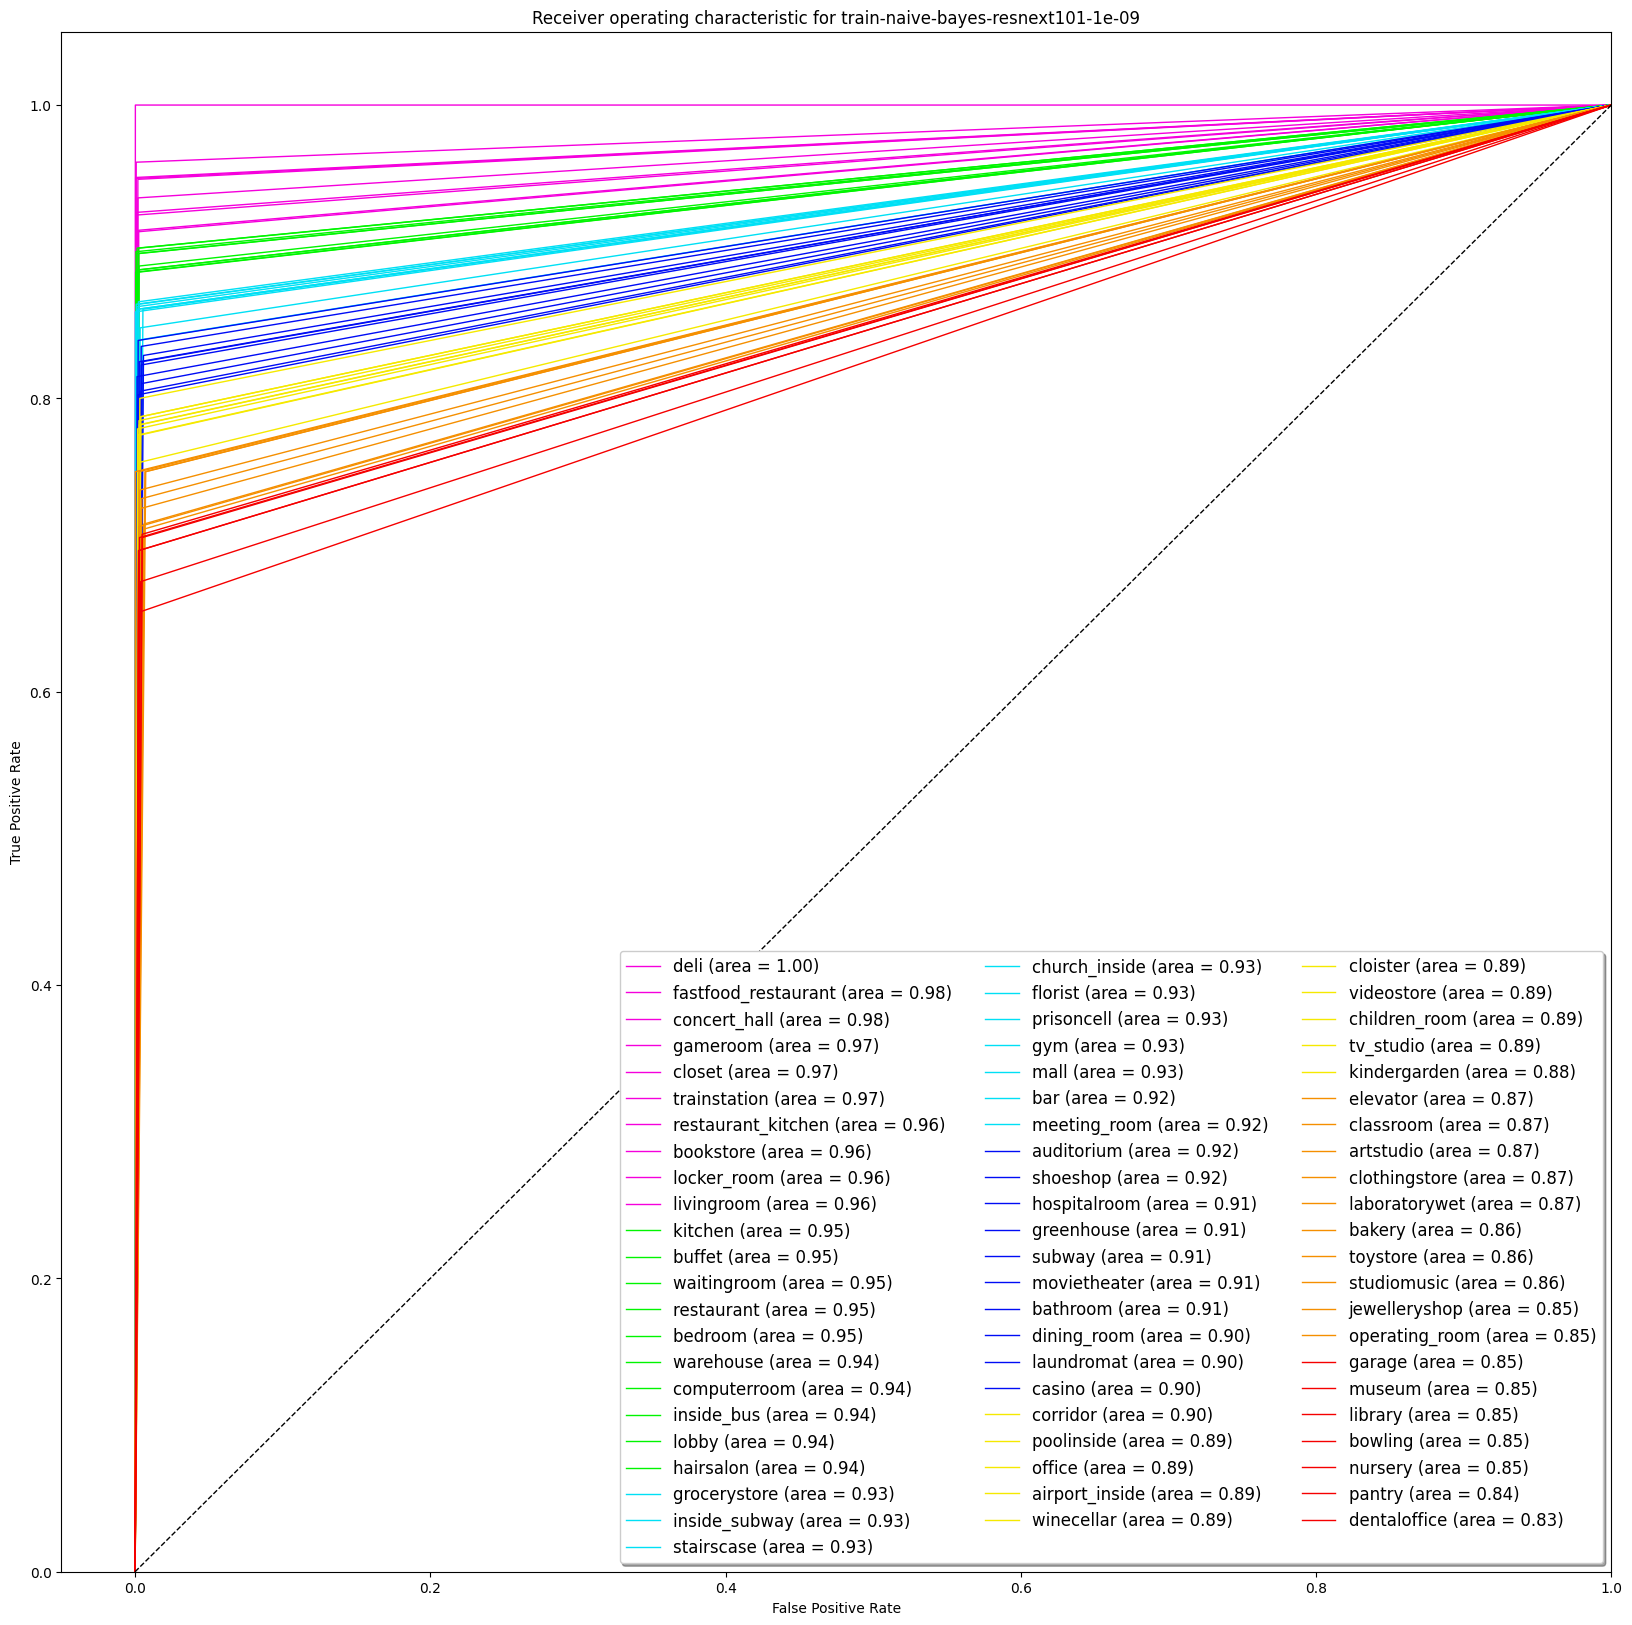 Receiver operating characteristic for train-naive-bayes-resnext101-1e-09
1.0
0.8
0.6
0.4
0.2
0.0
True Positive Rate
deli (area = 1.00)
fastfood_restaurant (area = 0.98)
concert_hall (area = 0.98)
gameroom (area = 0.97)
closet (area = 0.97)
trainstation (area = 0.97)
restaurant_kitchen (area = 0.96)
bookstore (area = 0.96)
locker_room (area = 0.96)
livingroom (area = 0.96)
kitchen (area = 0.95)
buffet (area = 0.95)
waitingroom (area = 0.95)
restaurant (area = 0.95)
bedroom (area = 0.95)
warehouse (area = 0.94)
computerroom (area = 0.94)
inside_bus (area = 0.94)
lobby (area = 0.94)
hairsalon (area = 0.94)
grocerystore (area = 0.93)
inside_subway (area = 0.93)
stairscase (area = 0.93)
church_inside (area = 0.93)
florist (area = 0.93)
prisoncell (area = 0.93)
gym (area = 0.93)
mall (area = 0.93)
bar (area = 0.92)
meeting_room (area = 0.92)
auditorium (area = 0.92)
shoeshop (area = 0.92)
hospitalroom (area = 0.91)
greenhouse (area = 0.91)
subway (area = 0.91)
movietheater (area = 0.91)
bathroom (area = 0.91)
dining_room (area = 0.90)
laundromat (area = 0.90)
casino (area = 0.90)
corridor (area = 0.90)
poolinside (area = 0.89)
office (area = 0.89)
airport_inside (area = 0.89)
winecellar (area = 0.89)
cloister (area = 0.89)
videostore (area = 0.89)
children_room (area = 0.89)
tv_studio (area = 0.89)
kindergarden (area = 0.88)
elevator (area = 0.87)
classroom (area = 0.87)
artstudio (area = 0.87)
clothingstore (area = 0.87)
laboratorywet (area = 0.87)
bakery (area = 0.86)
toystore (area = 0.86)
studiomusic (area = 0.86)
jewelleryshop (area = 0.85)
operating_room (area = 0.85)
garage (area = 0.85)
museum (area = 0.85)
library (area = 0.85)
bowling (area = 0.85)
nursery (area = 0.85)
pantry (area = 0.84)
dentaloffice (area = 0.83)
0.0 0.2 0.4 0.6 0.8 1.0
False Positive Rate